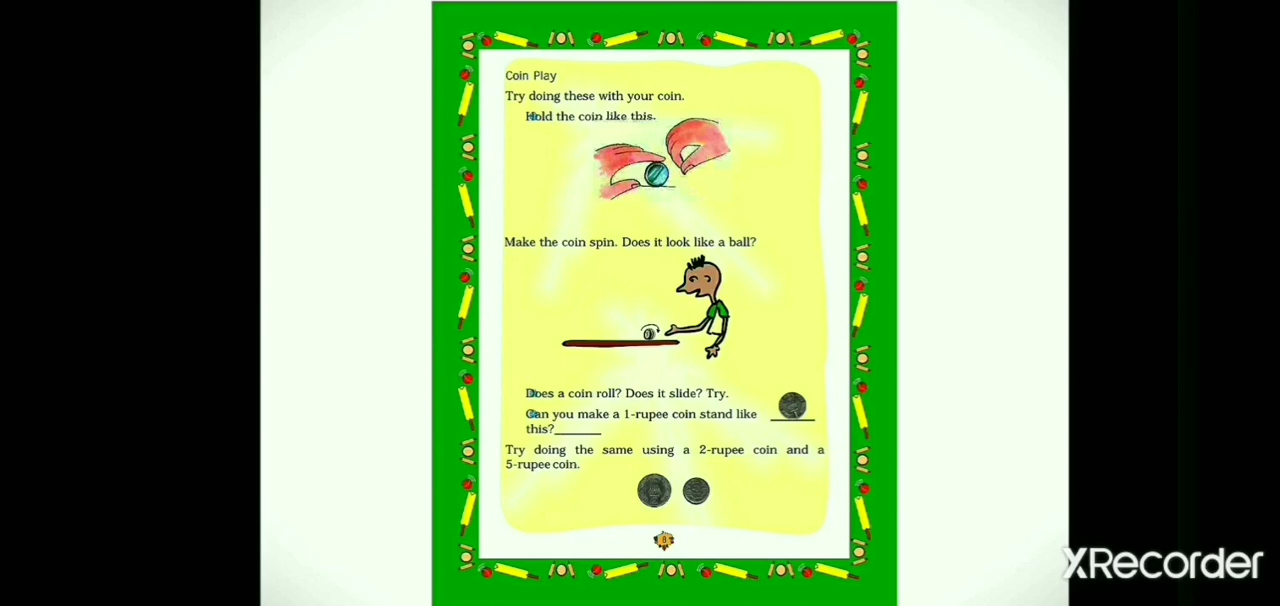 Coin Play
Try doing these with your coin.
Hold the coin like this.
Make the coin spin. Does it look like a ball?
Does a coin roll? Does it slide? Try.
Can you make a 1-rupee coin stand like
this?______
Try doing the same using a 2-rupee coin and a
5-rupee coin.
8
XRecorder